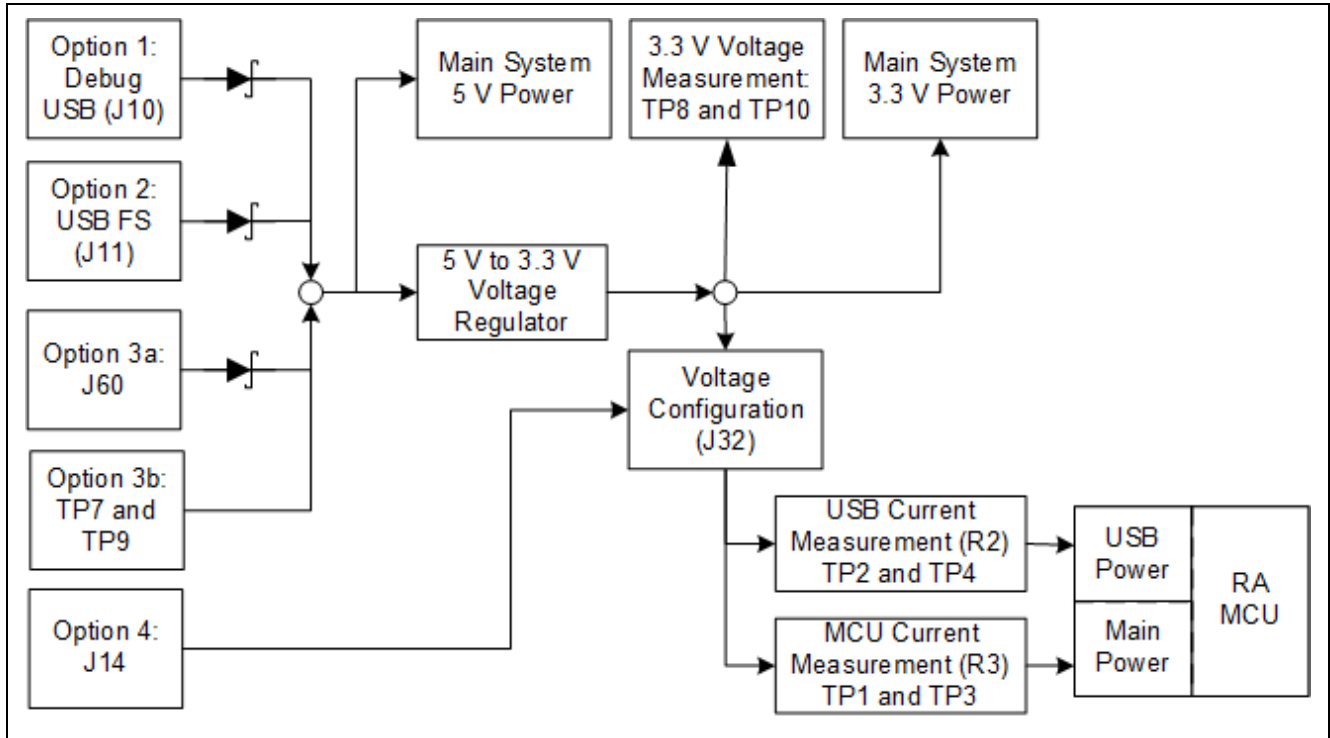 Option 1:
Debug
USB (J10)
Main System
5 V Power
3.3 V Voltage
Measurement:
TP8 and TP10
Main System
3.3 V Power
Option 2:
USB FS
(J11)
5 V to 3.3 V
Voltage
Regulator
Option 3a:
J60
Voltage
Configuration
(J32)
Option 3b:
TP7 and
TP9
USB Current
Measurement (R2)
TP2 and TP4
USB
Power
RA
MCU
Option 4:
J14
MCU Current
Measurement (R3)
TP1 and TP3
Main
Power